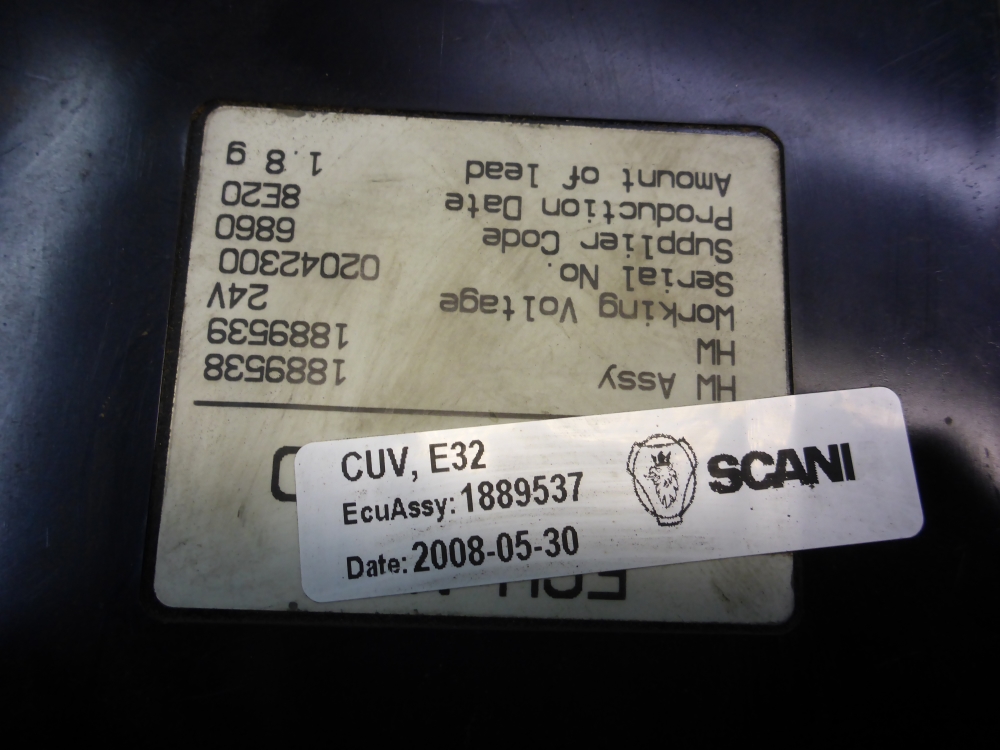 CUV, E32
EcuAssy: 1889537
Date: 2008-05-30
SCANI
HW Assy 1889538
HW 1889539
Working Voltage 24V
Serial No. 02042300
Supplier Code 6860
Production Date 8E20
Amount of lead 1.8 g